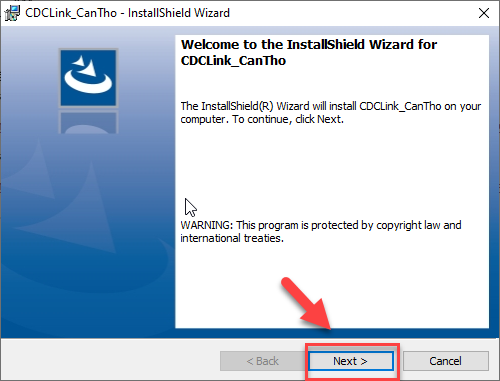 CDCLink_CanTho - InstallShield Wizard
Welcome to the InstallShield Wizard for
CDCLink_CanTho
The InstallShield(R) Wizard will install CDCLink_CanTho on your
computer. To continue, click Next.
WARNING: This program is protected by copyright law and
international treaties.
< Back
Next >
Cancel